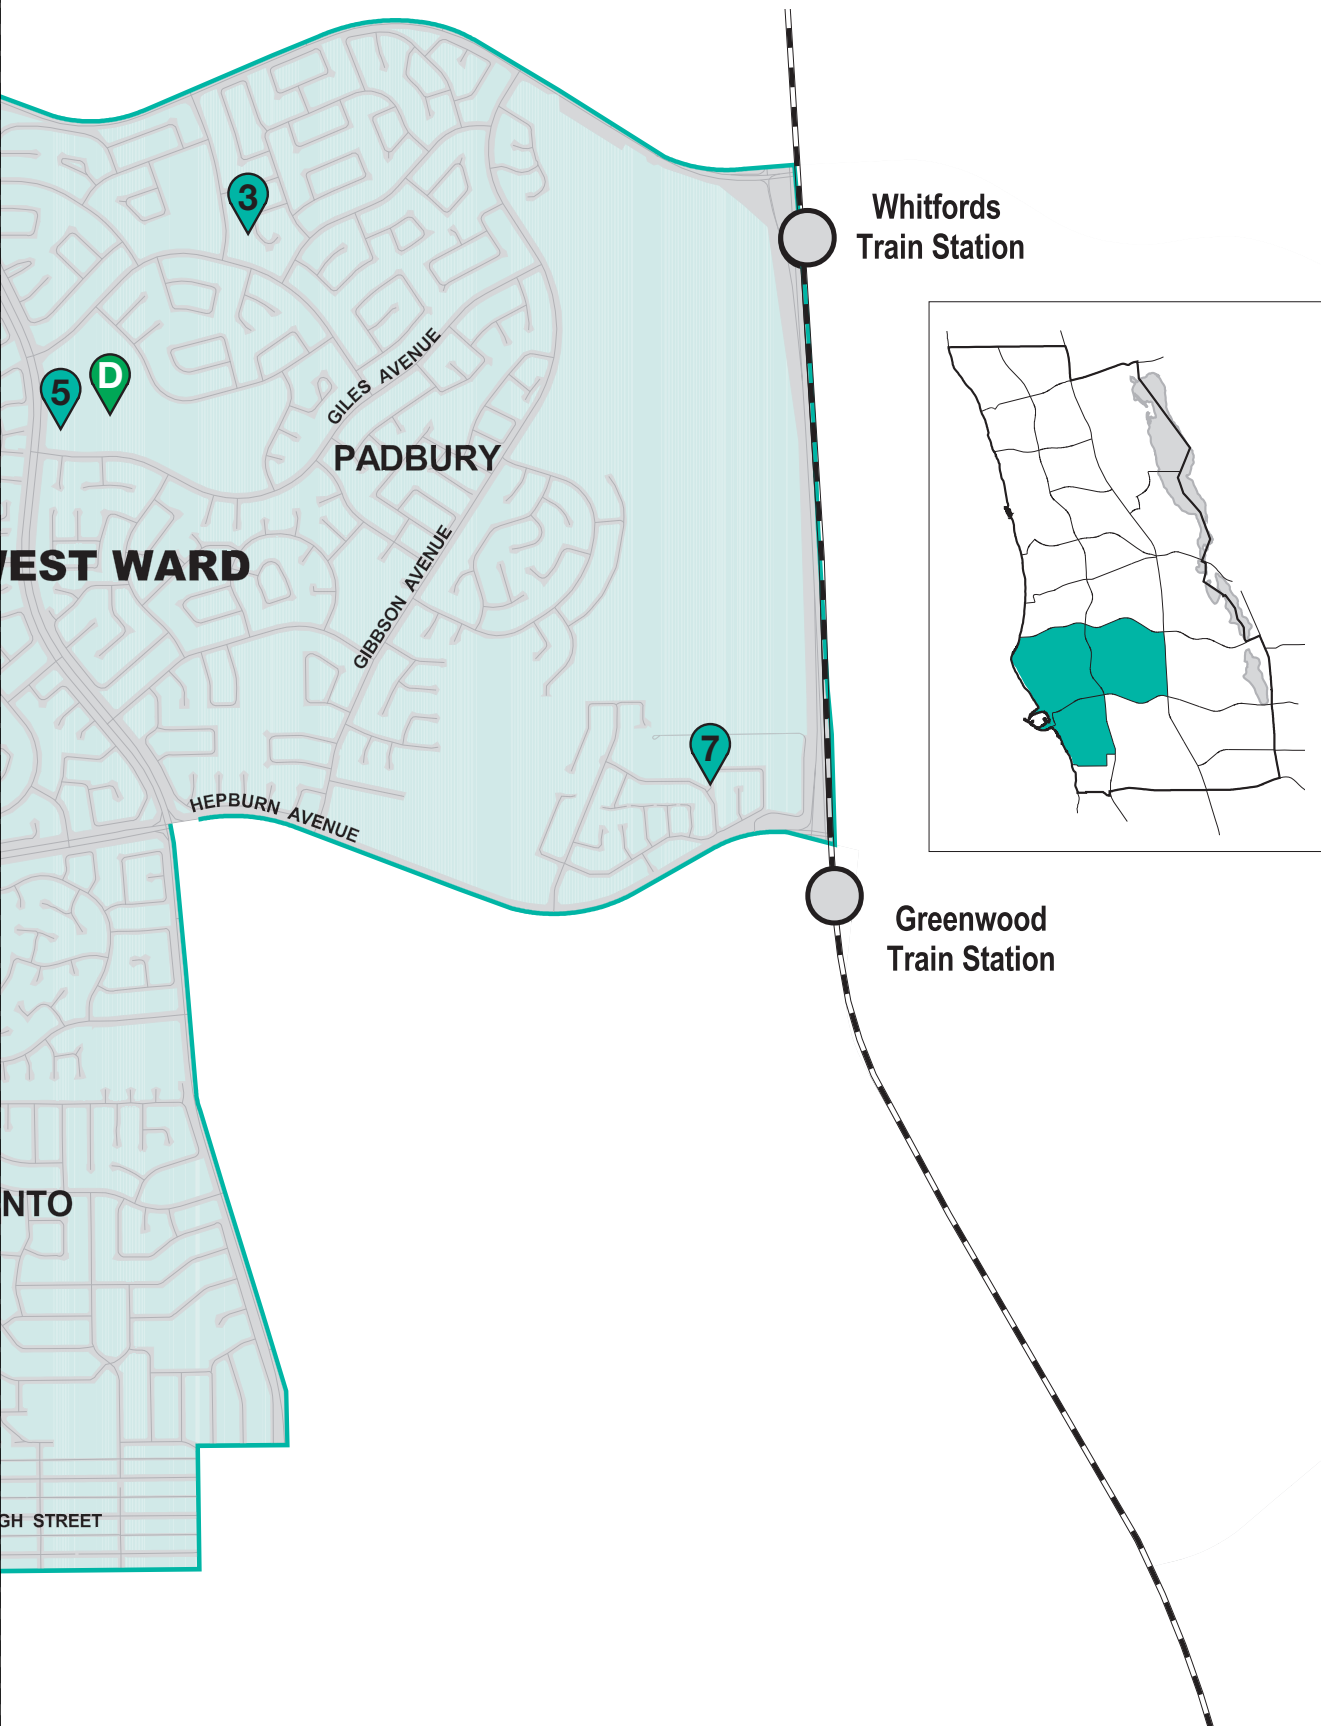 3
Whitfords
Train Station
5
D
GILES AVENUE
PADBURY
WEST WARD
GIBBSON AVENUE
7
HEPBURN AVENUE
Greenwood
Train Station
NTO
GH STREET